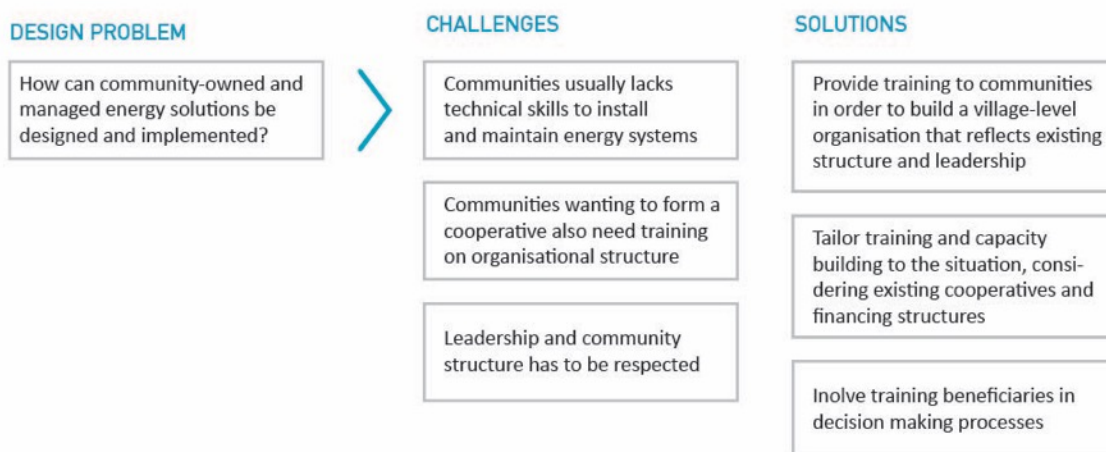 DESIGN PROBLEM
How can community-owned and
managed energy solutions be
designed and implemented?
CHALLENGES
Communities usually lacks
technical skills to install
and maintain energy systems
Communities wanting to form a
cooperative also need training
on organisational structure
Leadership and community
structure has to be respected
SOLUTIONS
Provide training to communities
in order to build a village-level
organisation that reflects existing
structure and leadership
Tailor training and capacity
building to the situation, consi-
dering existing cooperatives and
financing structures
Inolve training beneficiaries in
decision making processes